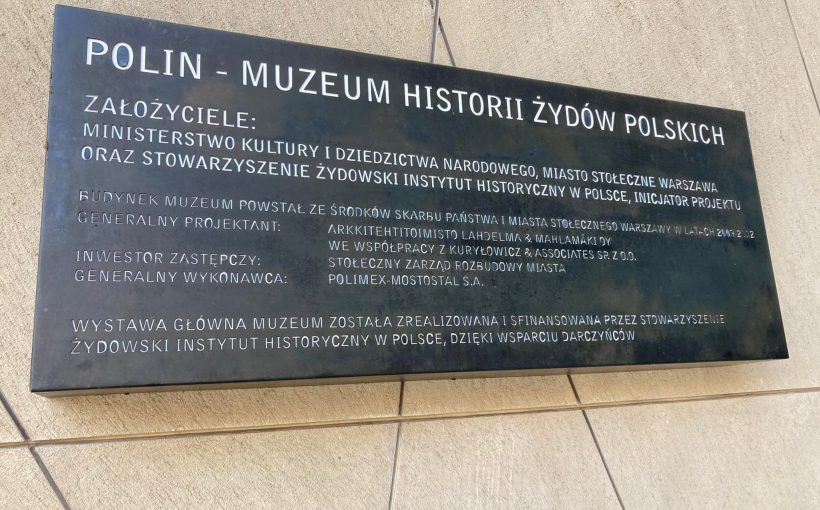 POLIN - MUZEUM HISTORII ŻYDÓW POLSKICH
ZAŁOŻYCIELE:
MINISTERSTWO KULTURY I DZIEDZICTWA NARODOWEGO, MIASTO STOŁECZNE WARSZAWA
ORAZ STOWARZYSZENIE ŻYDOWSKI INSTYTUT HISTORYCZNY W POLSCE, INICJATOR PROJEKTU
BUDYNEK MUZEUM POWSTAŁ ZE ŚRODKÓW SKARBU PAŃSTWA I MIASTA STOŁECZNEGO WARSZAWY W LATACH
GENERALNY PROJEKTANT: ARKKITEHTITOIMISTO LAHDELMA & MAHLAMÄKI OY
WE WSPÓŁPRACY Z KURYŁOWICZ & ASSOCIATES SP. Z O.O.
INWESTOR ZASTĘPCZY: STOŁECZNY ZARZĄD ROZBUDOWY MIASTA
GENERALNY WYKONAWCA: POLIMEX-MOSTOSTAL S.A.
WYSTAWA GŁÓWNA MUZEUM ZOSTAŁA ZREALIZOWANA I SFINANSOWANA PRZEZ STOWARZYSZENIE
ŻYDOWSKI INSTYTUT HISTORYCZNY W POLSCE, DZIĘKI WSPARCIU DARCZYŃCÓW